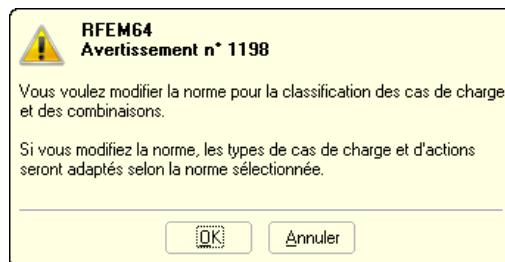 RFEM64
Avertissement n° 1198
Vous voulez modifier la norme pour la classification des cas de charge
et des combinaisons.
Si vous modifiez la norme, les types de cas de charge et d'actions
seront adaptés selon la norme sélectionnée.
OK
Annuler